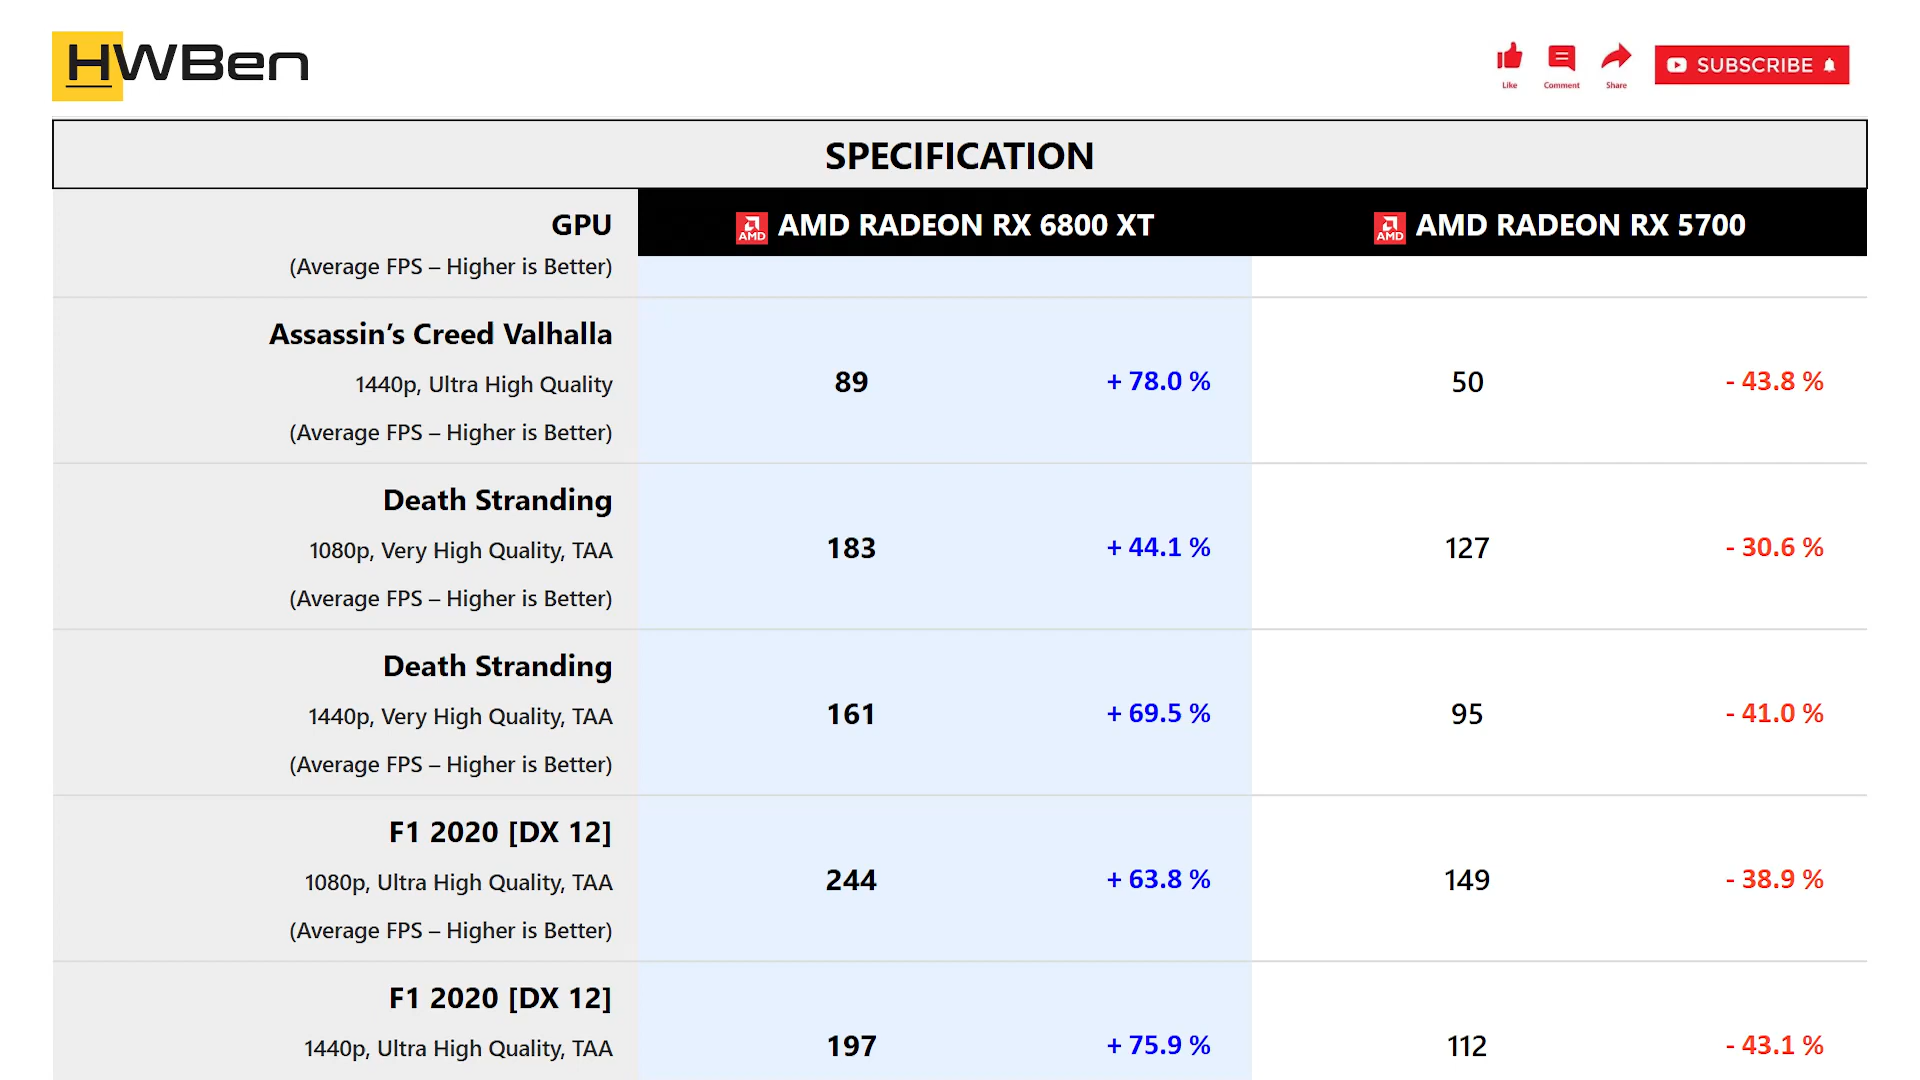 HWBen
Like
Comment
Share
SUBSCRIBE
SPECIFICATION
GPU
AMD
AMD RADEON RX 6800 XT
AMD
AMD RADEON RX 5700
(Average FPS – Higher is Better)
Assassin’s Creed Valhalla
1440p, Ultra High Quality
(Average FPS – Higher is Better)
89
+ 78.0 %
50
- 43.8 %
Death Stranding
1080p, Very High Quality, TAA
(Average FPS – Higher is Better)
183
+ 44.1 %
127
- 30.6 %
Death Stranding
1440p, Very High Quality, TAA
(Average FPS – Higher is Better)
161
+ 69.5 %
95
- 41.0 %
F1 2020 [DX 12]
1080p, Ultra High Quality, TAA
(Average FPS – Higher is Better)
244
+ 63.8 %
149
- 38.9 %
F1 2020 [DX 12]
1440p, Ultra High Quality, TAA
197
+ 75.9 %
112
- 43.1 %